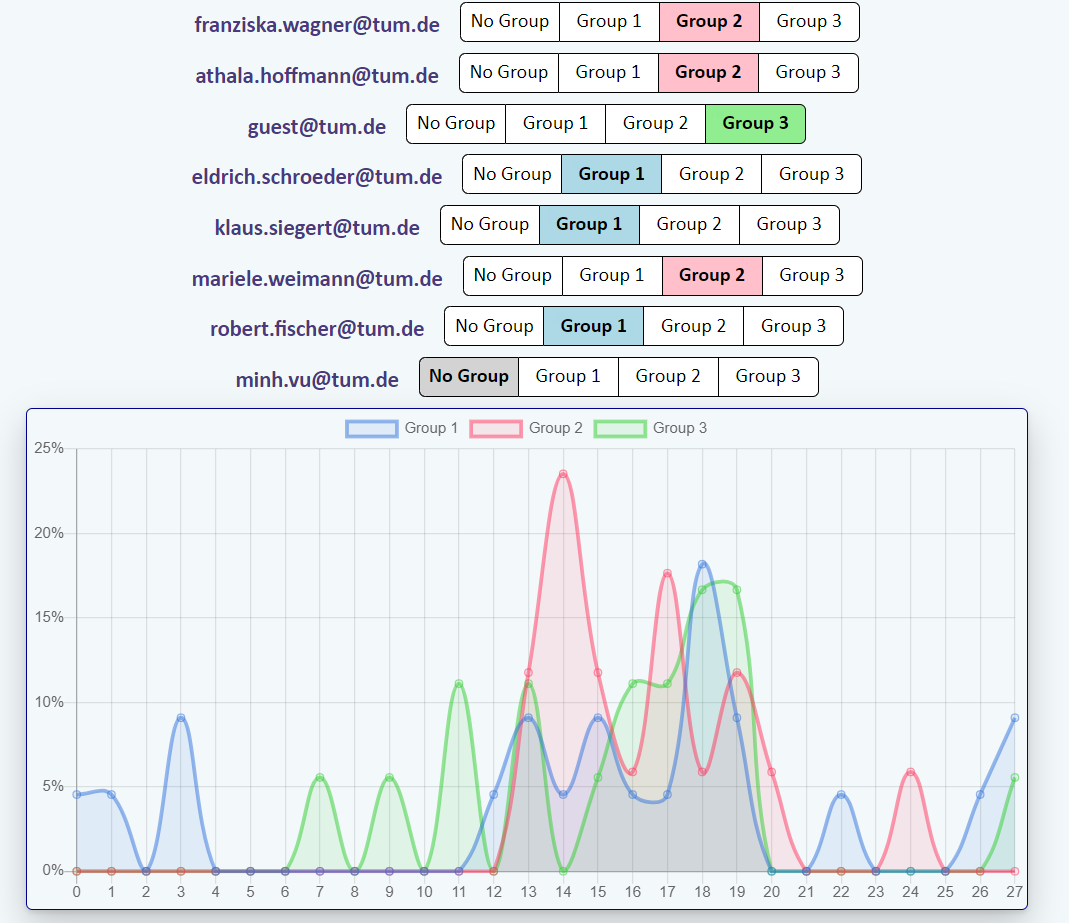 franziska.wagner@tum.de No Group Group 1 Group 2 Group 3
athala.hoffmann@tum.de No Group Group 1 Group 2 Group 3
guest@tum.de No Group Group 1 Group 2 Group 3
eldrich.schroeder@tum.de No Group Group 1 Group 2 Group 3
klaus.siegert@tum.de No Group Group 1 Group 2 Group 3
mariele.weimann@tum.de No Group Group 1 Group 2 Group 3
robert.fischer@tum.de No Group Group 1 Group 2 Group 3
minh.vu@tum.de No Group Group 1 Group 2 Group 3
Group 1 Group 2 Group 3
25%
20%
15%
10%
5%
0%
0 1 2 3 4 5 6 7 8 9 10 11 12 13 14 15 16 17 18 19 20 21 22 23 24 25 26 27